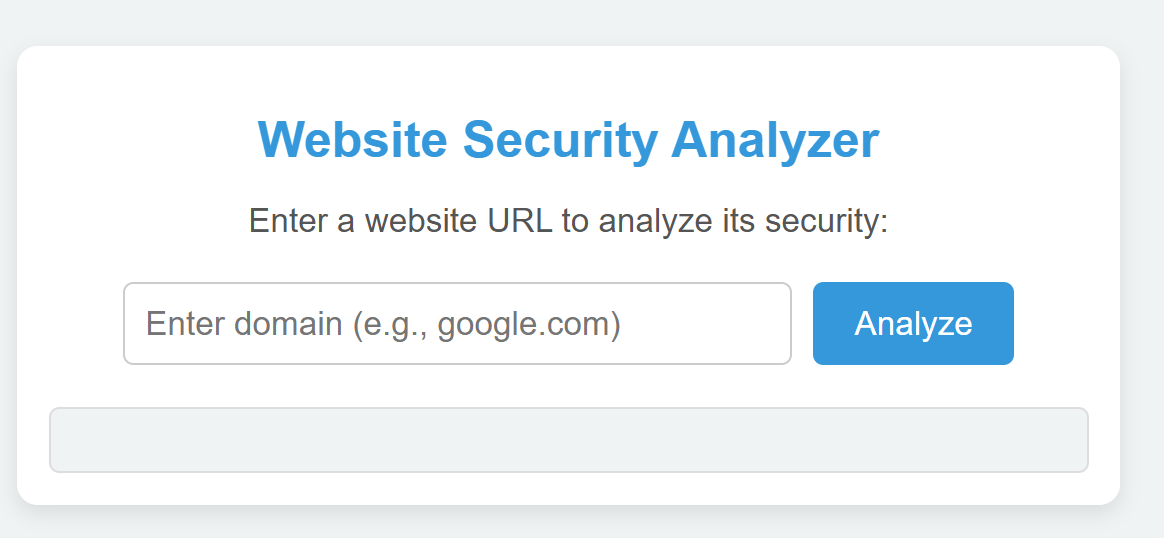 Website Security Analyzer
Enter a website URL to analyze its security:
Enter domain (e.g., google.com)
Analyze